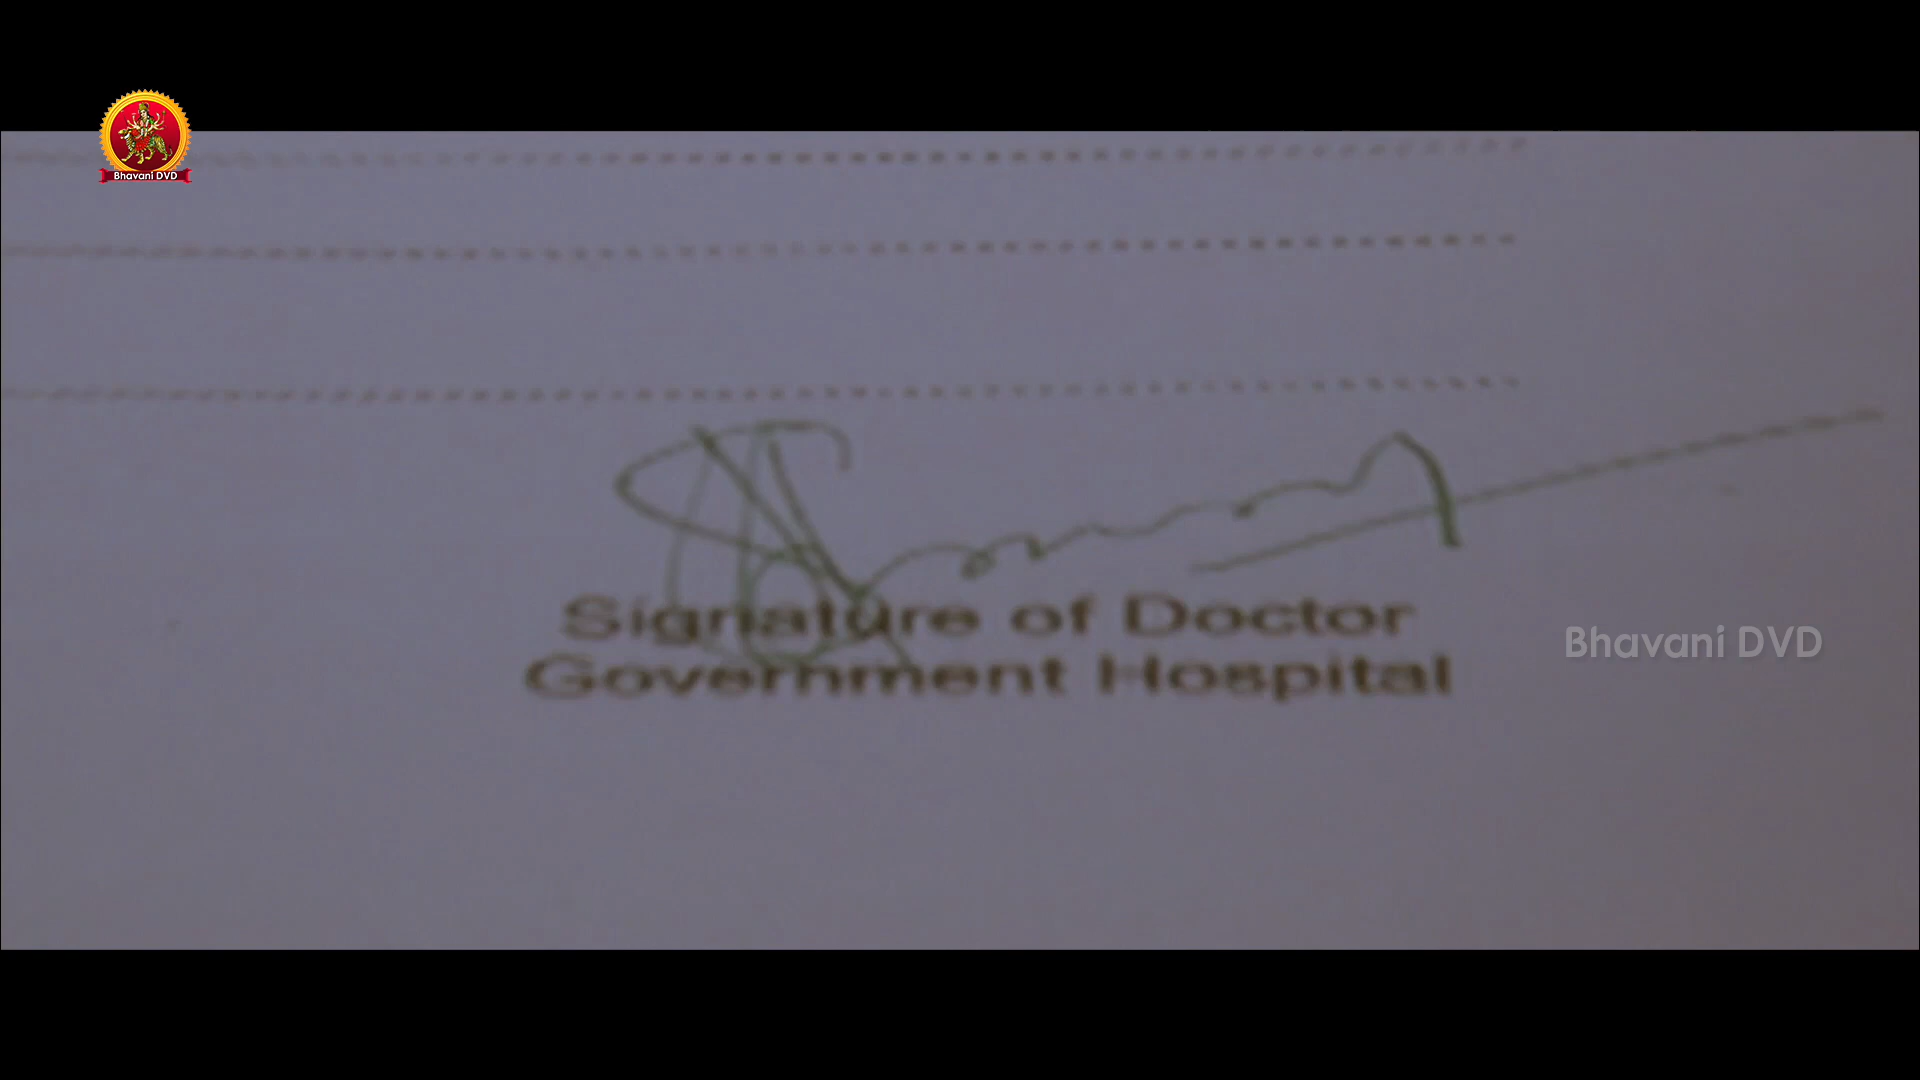 Bhavani DVD
Signature of Doctor
Government Hospital
Bhavani DVD